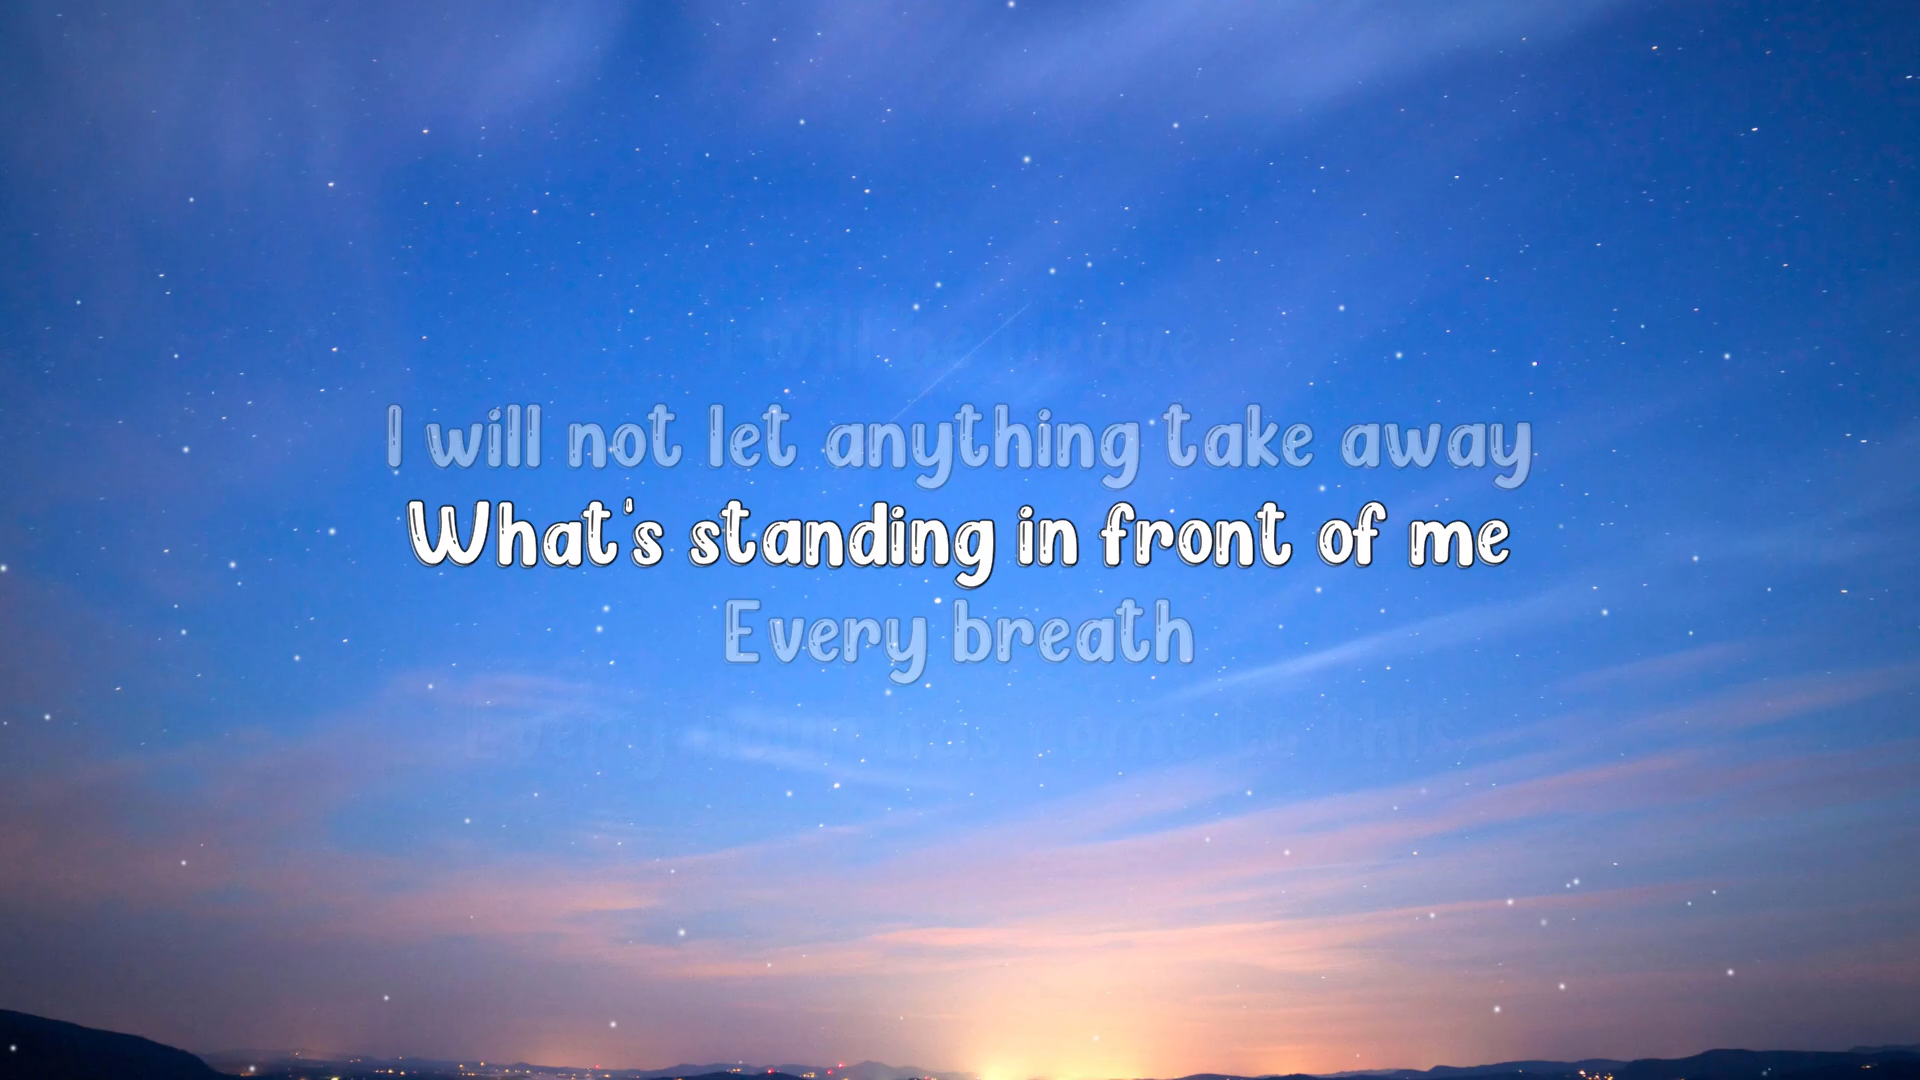 I will be brave
I will not let anything take away
What's standing in front of me
Every breath
Every hour has come to this